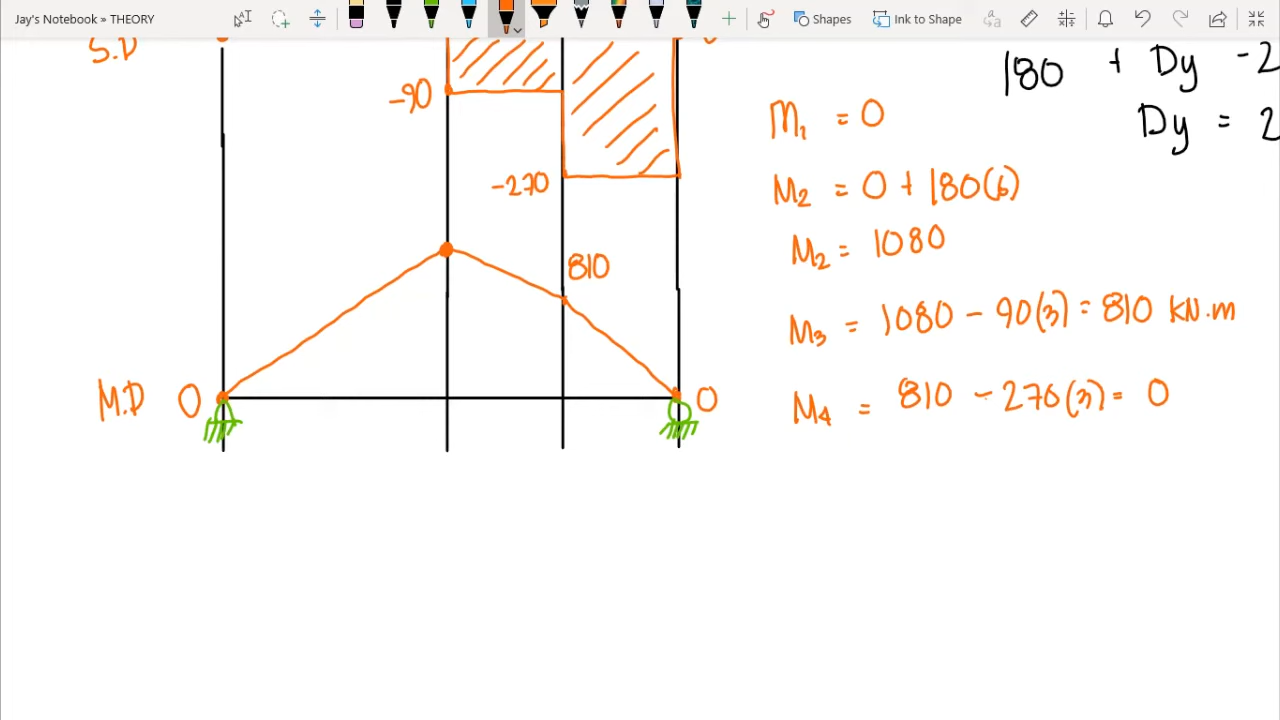 Jay's Notebook » THEORY
Shapes
Ink to Shape
S.D
-90
-270
810
M.D 0
0
180 + Dy -2
Dy = 2
M₁ = 0
M₂ = 0 + 180(6)
M₂ = 1080
M₃ = 1080 - 90(3) = 810 kN.m
M₄ = 810 - 270(3) = 0